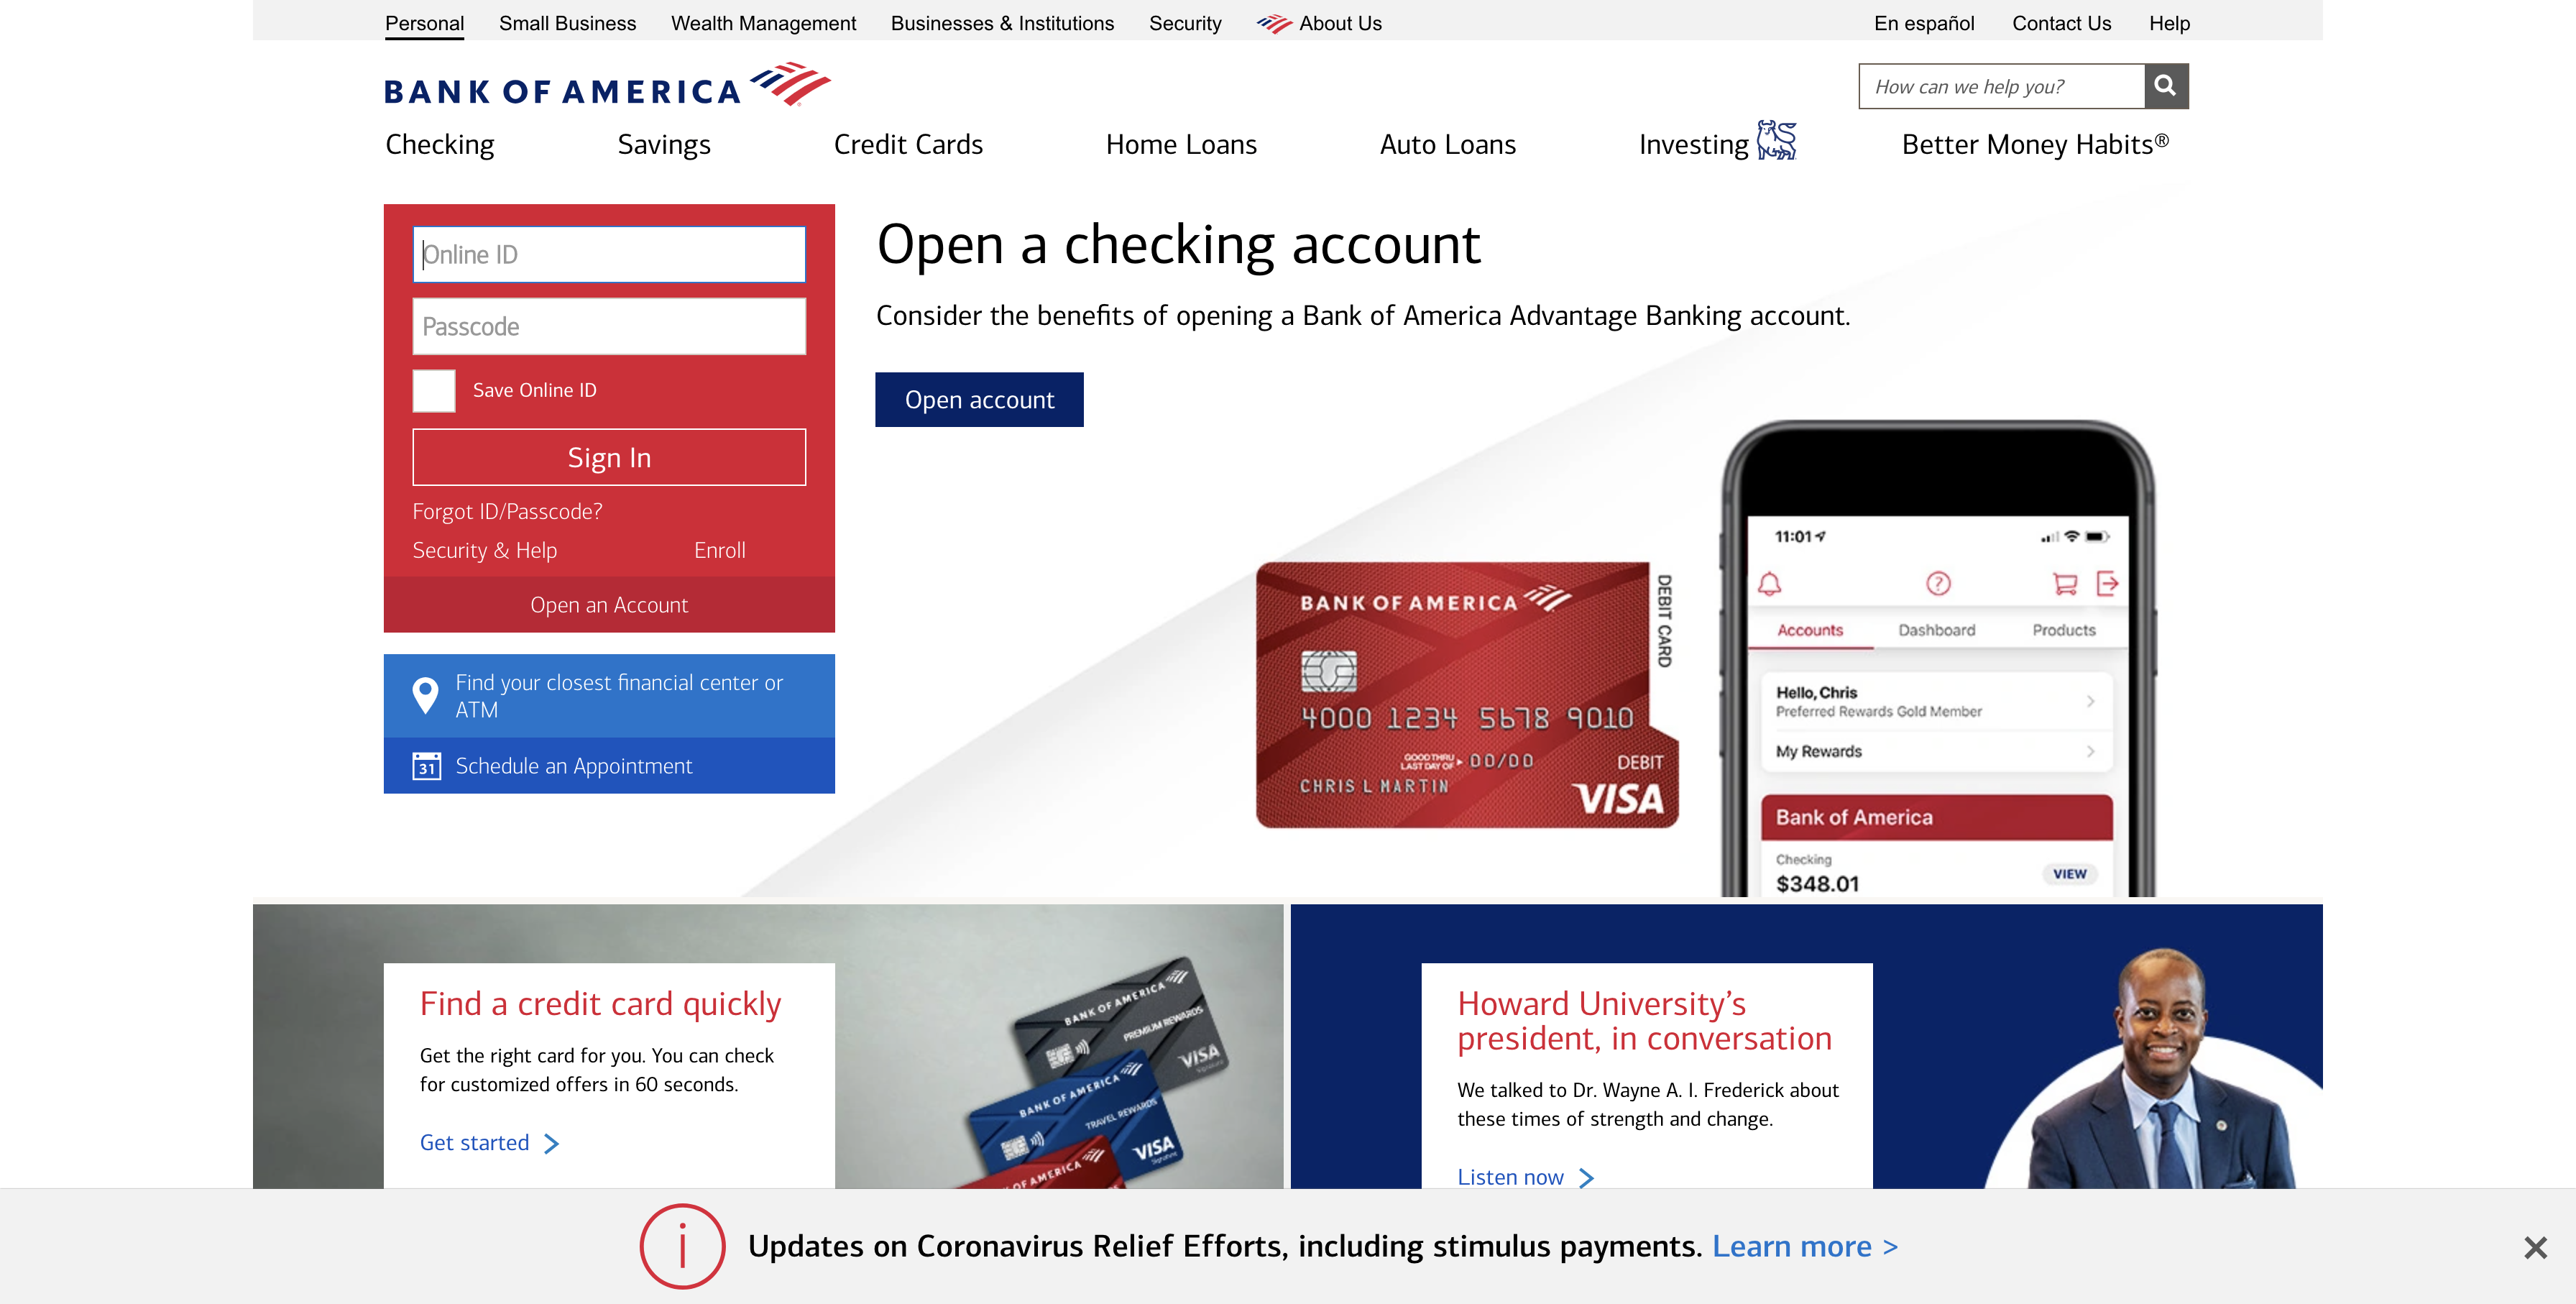 Personal
Small Business
Wealth Management
Businesses & Institutions
Security
About Us
En español
Contact Us
Help
BANK OF AMERICA
How can we help you?
Checking
Savings
Credit Cards
Home Loans
Auto Loans
Investing
Better Money Habits®
Online ID
Passcode
Save Online ID
Sign In
Forgot ID/Passcode?
Security & Help
Enroll
Open an Account
Find your closest financial center or
ATM
31
Schedule an Appointment
Open a checking account
Consider the benefits of opening a Bank of America Advantage Banking account.
Open account
BANK OF AMERICA
DEBIT CARD
4000 1234 5678 9010
GOOD THRU
LAST DAY OF
00/00
DEBIT
CHRIS L MARTIN
VISA
11:01
Accounts
Dashboard
Products
Hello, Chris
Preferred Rewards Gold Member
My Rewards
Bank of America
Checking
$348.01
VIEW
Find a credit card quickly
Get the right card for you. You can check
for customized offers in 60 seconds.
Get started
BANK OF AMERICA
PREMIUM REWARDS
VISA
Signature
BANK OF AMERICA
TRAVEL REWARDS
VISA
Signature
OF AMERICA
Howard University’s
president, in conversation
We talked to Dr. Wayne A. I. Frederick about
these times of strength and change.
Listen now
Updates on Coronavirus Relief Efforts, including stimulus payments. Learn more >